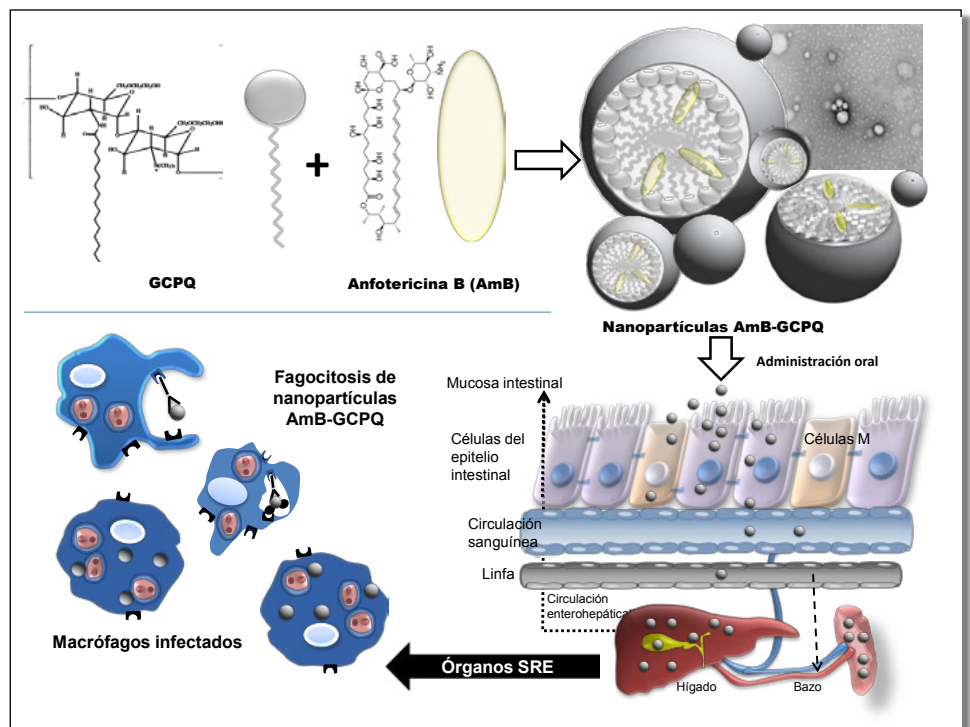 GCPQ
+
Anfotericina B (AmB)
Nanopartículas AmB-GCPQ
Administración oral
Fagocitosis de
nanopartículas
AmB-GCPQ
Mucosa intestinal
Células del
epitelio
intestinal
Células M
Circulación
sanguínea
Linfa
Circulación
enterohepática
Macrófagos infectados
Órganos SRE
Hígado
Bazo